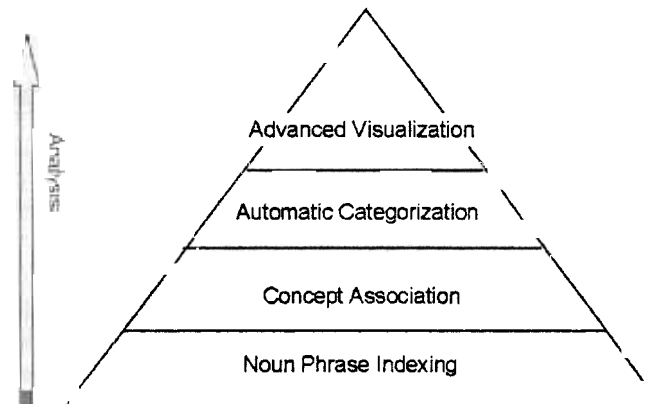 Advanced Visualization
Analysis
Automatic Categorization
Concept Association
Noun Phrase Indexing